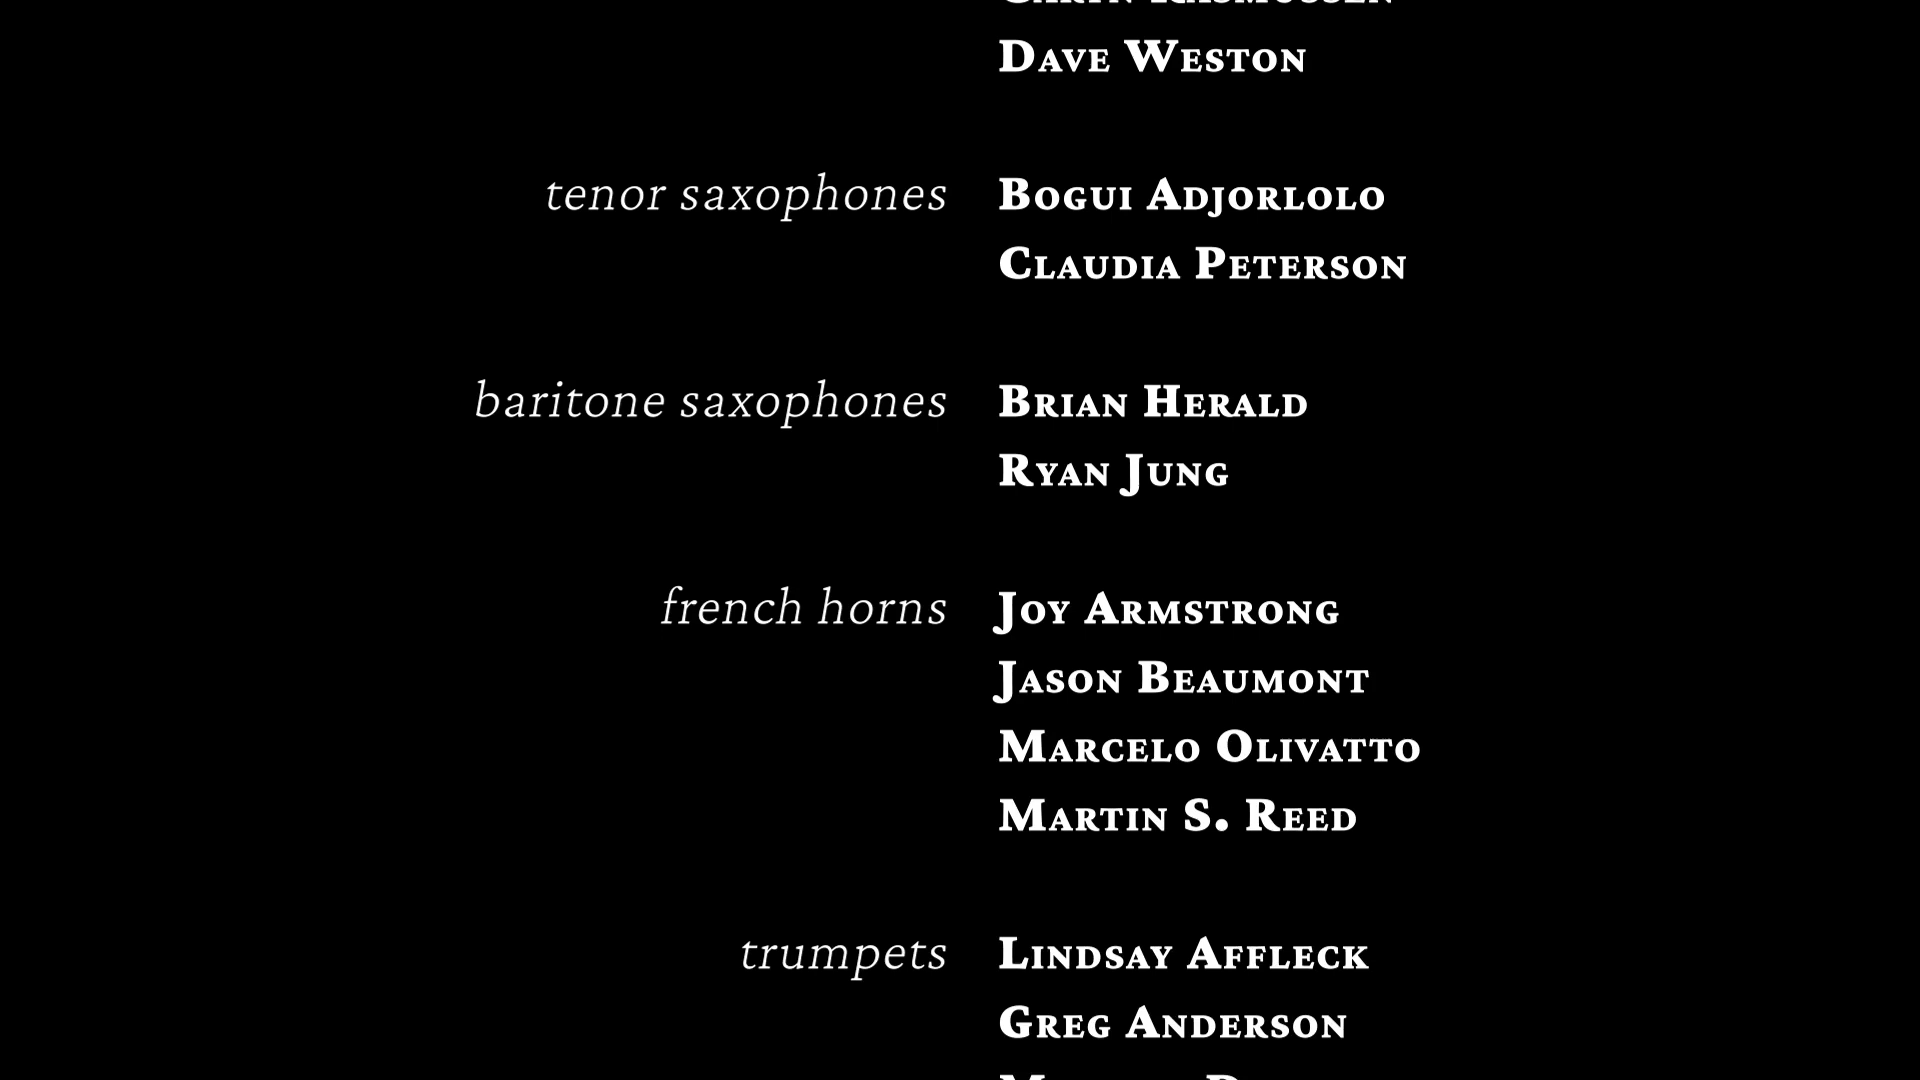 Dave Weston
tenor saxophones Bogui Adjorlolo
Claudia Peterson
baritone saxophones Brian Herald
Ryan Jung
french horns Joy Armstrong
Jason Beaumont
Marcelo Olivatto
Martin S. Reed
trumpets Lindsay Affleck
Greg Anderson